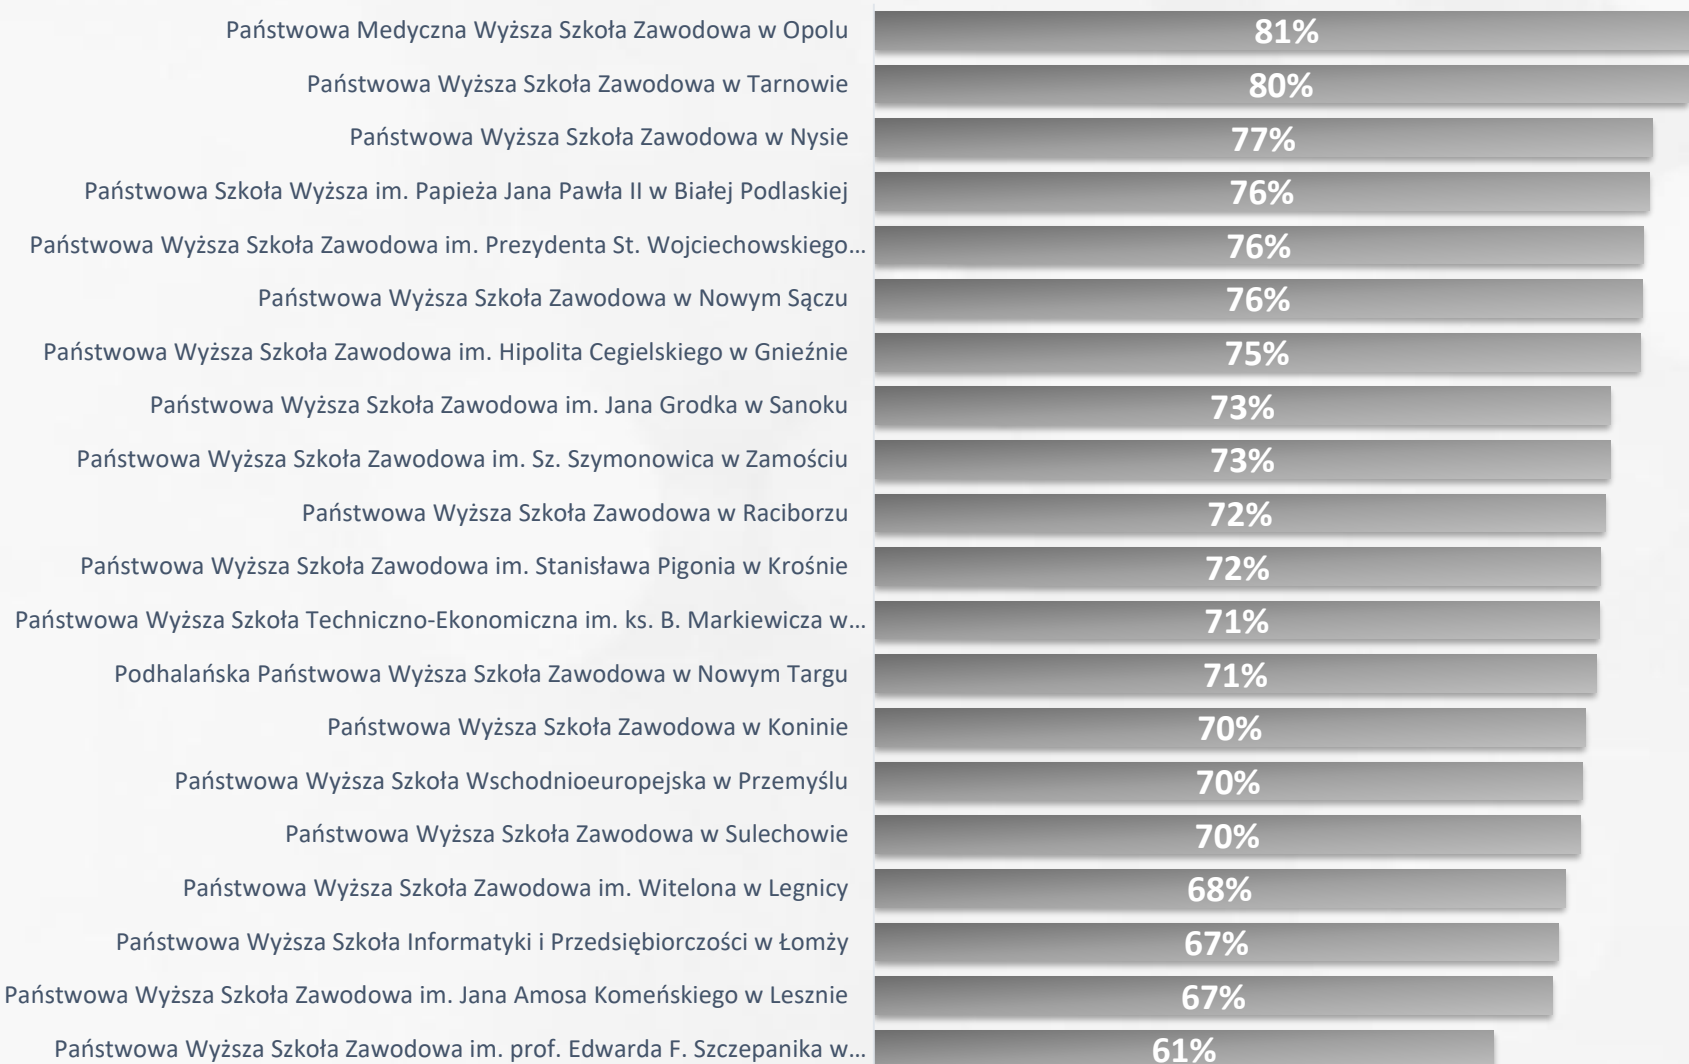 Państwowa Medyczna Wyższa Szkoła Zawodowa w Opolu 81%
Państwowa Wyższa Szkoła Zawodowa w Tarnowie 80%
Państwowa Wyższa Szkoła Zawodowa w Nysie 77%
Państwowa Szkoła Wyższa im. Papieża Jana Pawła II w Białej Podlaskiej 76%
Państwowa Wyższa Szkoła Zawodowa im. Prezydenta St. Wojciechowskiego... 76%
Państwowa Wyższa Szkoła Zawodowa w Nowym Sączu 76%
Państwowa Wyższa Szkoła Zawodowa im. Hipolita Cegielskiego w Gnieźnie 75%
Państwowa Wyższa Szkoła Zawodowa im. Jana Grodka w Sanoku 73%
Państwowa Wyższa Szkoła Zawodowa im. Sz. Szymonowica w Zamościu 73%
Państwowa Wyższa Szkoła Zawodowa w Raciborzu 72%
Państwowa Wyższa Szkoła Zawodowa im. Stanisława Pigonia w Krośnie 72%
Państwowa Wyższa Szkoła Techniczno-Ekonomiczna im. ks. B. Markiewicza w... 71%
Podhalańska Państwowa Wyższa Szkoła Zawodowa w Nowym Targu 71%
Państwowa Wyższa Szkoła Zawodowa w Koninie 70%
Państwowa Wyższa Szkoła Wschodnioeuropejska w Przemyślu 70%
Państwowa Wyższa Szkoła Zawodowa w Sulechowie 70%
Państwowa Wyższa Szkoła Zawodowa im. Witelona w Legnicy 68%
Państwowa Wyższa Szkoła Informatyki i Przedsiębiorczości w Łomży 67%
Państwowa Wyższa Szkoła Zawodowa im. Jana Amosa Komeńskiego w Lesznie 67%
Państwowa Wyższa Szkoła Zawodowa im. prof. Edwarda F. Szczepanika w... 61%